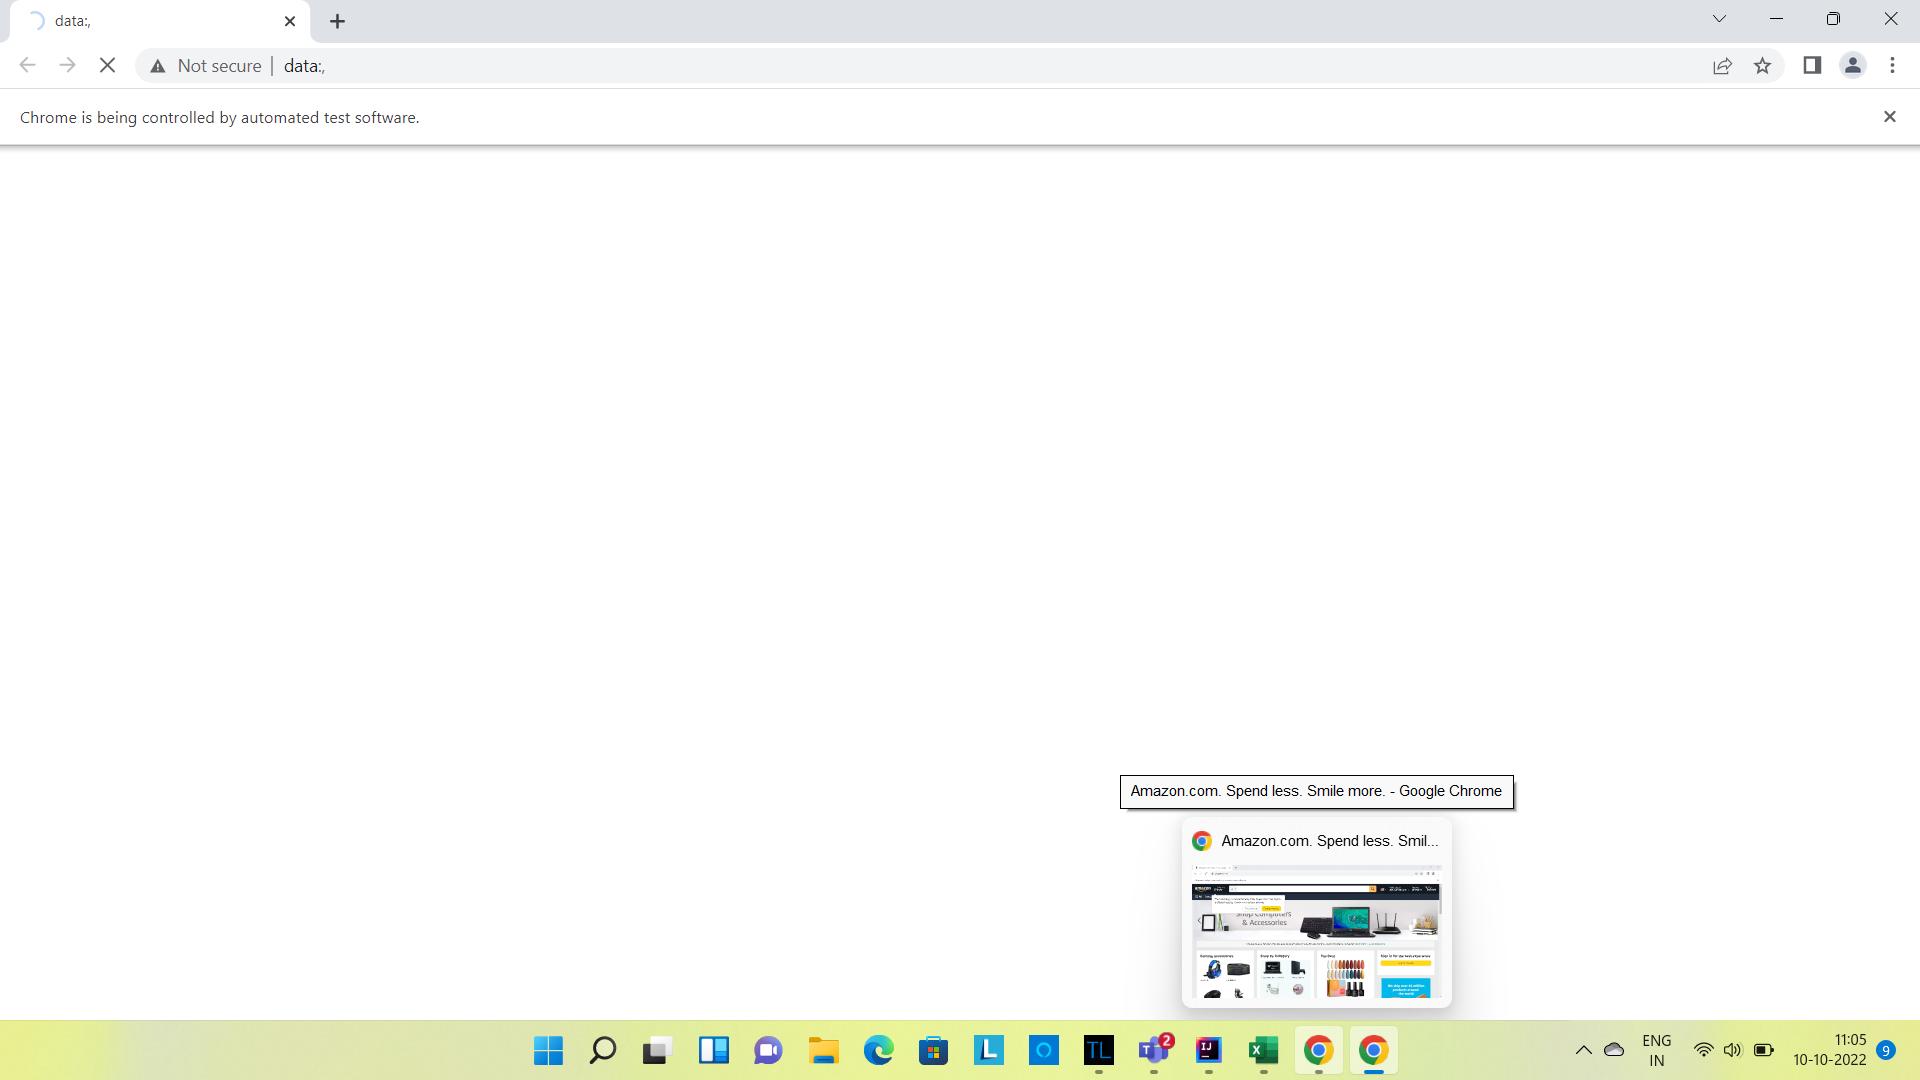 data:,
Not secure | data:,
Chrome is being controlled by automated test software.
Amazon.com. Spend less. Smile more. - Google Chrome
Amazon.com. Spend less. Smil...
amazon
Shop Computers
& Accessories
TL
2
IJ
ENG
IN
11:05
10-10-2022
9